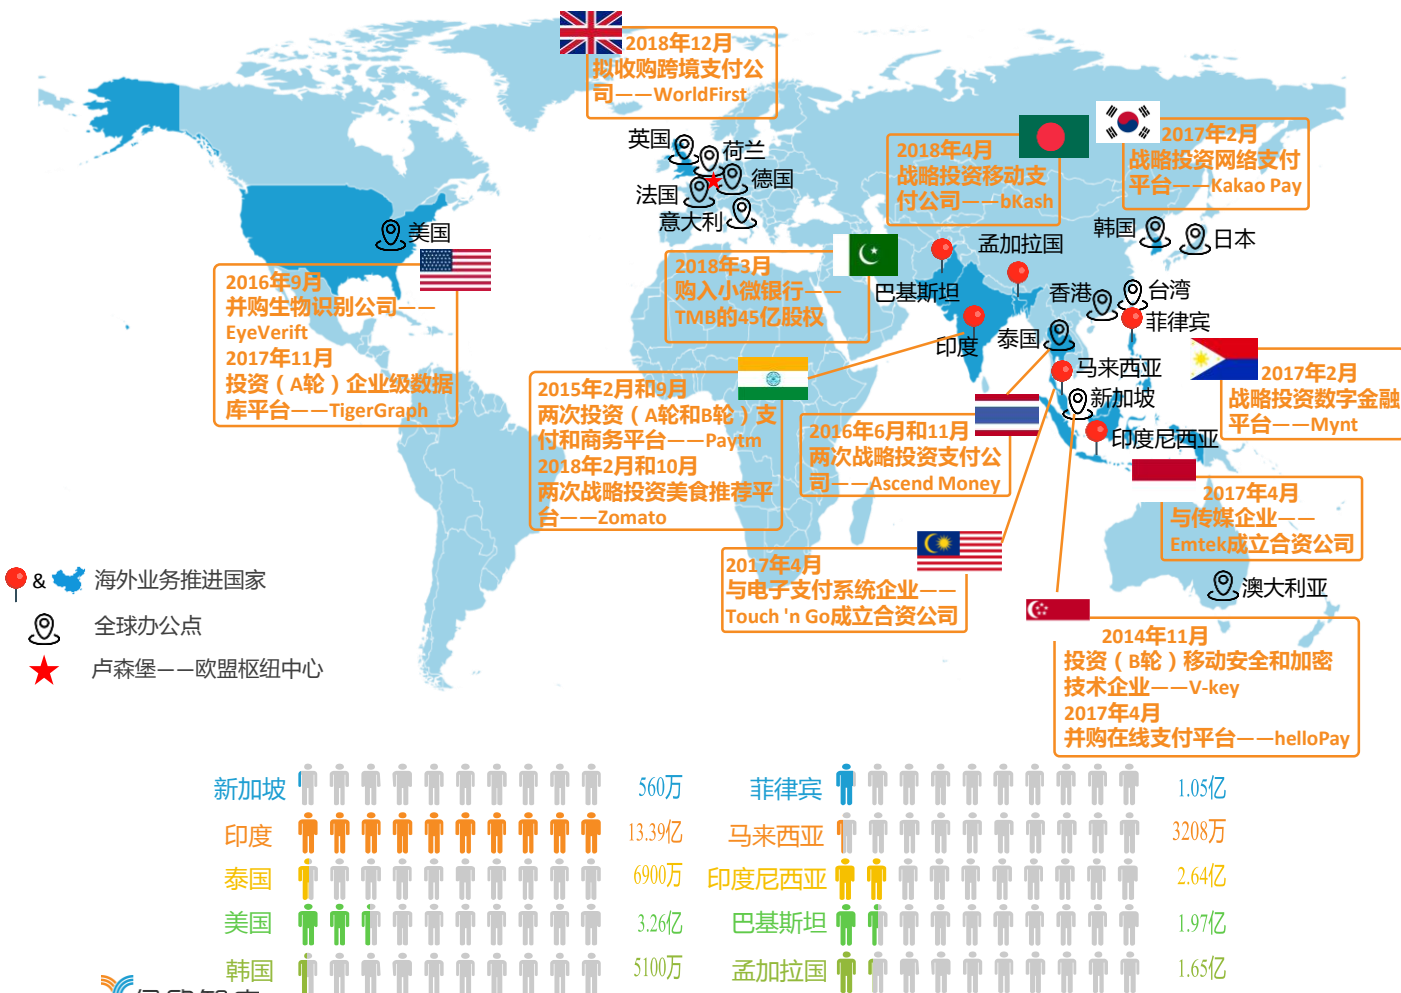 2018年12月
拟收购跨境支付公
司——WorldFirst
英国
荷兰
法国
德国
意大利
美国
2016年9月
并购生物识别公司——
EyeVerift
2017年11月
投资（A轮）企业级数据
库平台——TigerGraph
2018年4月
战略投资移动支
付公司——bKash
2017年2月
战略投资网络支付
平台——Kakao Pay
韩国
日本
孟加拉国
2018年3月
购入小微银行——
TMB的45亿股权
巴基斯坦
香港
台湾
菲律宾
印度
泰国
马来西亚
新加坡
印度尼西亚
2015年2月和9月
两次投资（A轮和B轮）支
付和商务平台——Paytm
2018年2月和10月
两次战略投资美食推荐平
台——Zomato
2016年6月和11月
两次战略投资支付公
司——Ascend Money
2017年2月
战略投资数字金融
平台——Mynt
2017年4月
与传媒企业——
Emtek成立合资公司
2017年4月
与电子支付系统企业——
Touch 'n Go成立合资公司
澳大利亚
2014年11月
投资（B轮）移动安全和加密
技术企业——V-key
2017年4月
并购在线支付平台——helloPay
& 海外业务推进国家
全球办公点
卢森堡——欧盟枢纽中心
新加坡 560万
菲律宾 1.05亿
印度 13.39亿
马来西亚 3208万
泰国 6900万
印度尼西亚 2.64亿
美国 3.26亿
巴基斯坦 1.97亿
韩国 5100万
孟加拉国 1.65亿